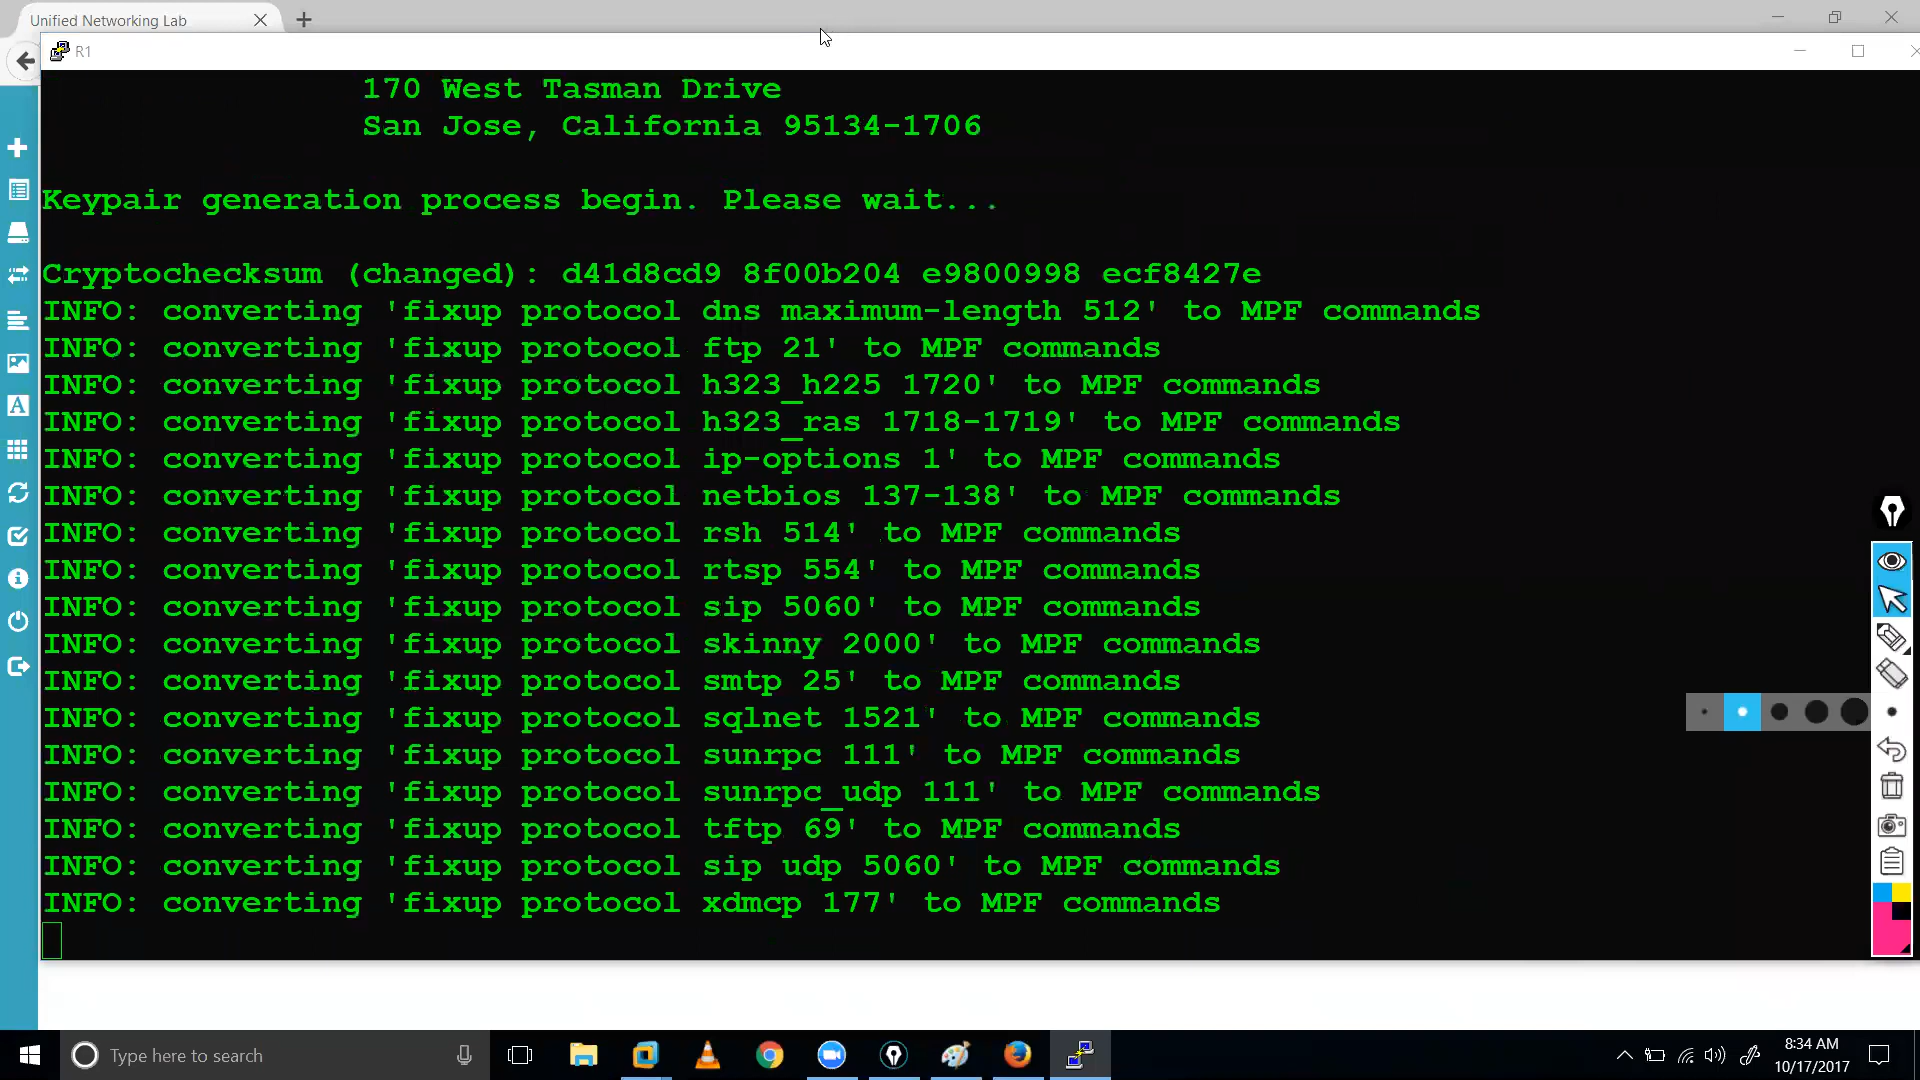 Unified Networking Lab
R1
170 West Tasman Drive
San Jose, California 95134-1706
Keypair generation process begin. Please wait...
Cryptochecksum (changed): d41d8cd9 8f00b204 e9800998 ecf8427e
INFO: converting 'fixup protocol dns maximum-length 512' to MPF commands
INFO: converting 'fixup protocol ftp 21' to MPF commands
INFO: converting 'fixup protocol h323_h225 1720' to MPF commands
INFO: converting 'fixup protocol h323_ras 1718-1719' to MPF commands
INFO: converting 'fixup protocol ip-options 1' to MPF commands
INFO: converting 'fixup protocol netbios 137-138' to MPF commands
INFO: converting 'fixup protocol rsh 514' to MPF commands
INFO: converting 'fixup protocol rtsp 554' to MPF commands
INFO: converting 'fixup protocol sip 5060' to MPF commands
INFO: converting 'fixup protocol skinny 2000' to MPF commands
INFO: converting 'fixup protocol smtp 25' to MPF commands
INFO: converting 'fixup protocol sqlnet 1521' to MPF commands
INFO: converting 'fixup protocol sunrpc 111' to MPF commands
INFO: converting 'fixup protocol sunrpc_udp 111' to MPF commands
INFO: converting 'fixup protocol tftp 69' to MPF commands
INFO: converting 'fixup protocol sip udp 5060' to MPF commands
INFO: converting 'fixup protocol xdmcp 177' to MPF commands
Type here to search
8:34 AM
10/17/2017